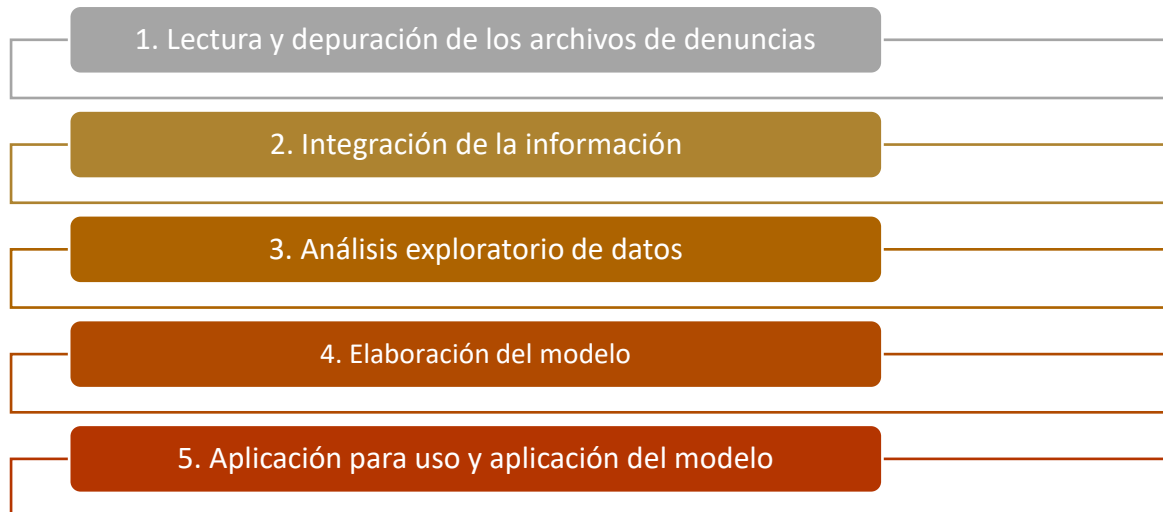 1. Lectura y depuración de los archivos de denuncias
2. Integración de la información
3. Análisis exploratorio de datos
4. Elaboración del modelo
5. Aplicación para uso y aplicación del modelo